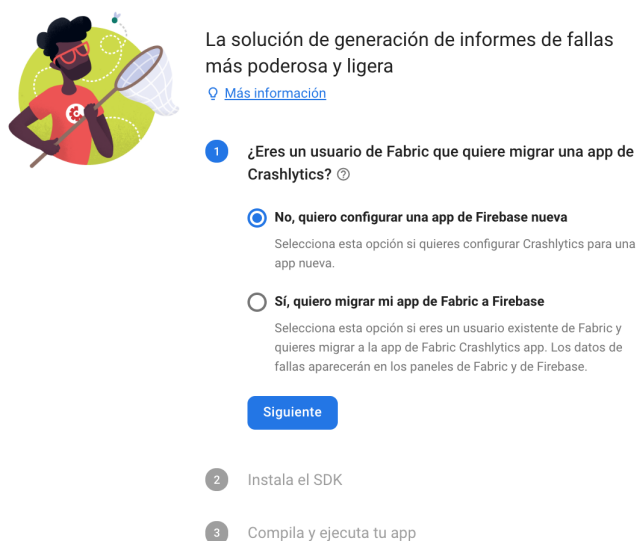 La solución de generación de informes de fallas
más poderosa y ligera
Más información
1 ¿Eres un usuario de Fabric que quiere migrar una app de
Crashlytics?
No, quiero configurar una app de Firebase nueva
Selecciona esta opción si quieres configurar Crashlytics para una
app nueva.
Sí, quiero migrar mi app de Fabric a Firebase
Selecciona esta opción si eres un usuario existente de Fabric y
quieres migrar a la app de Fabric Crashlytics app. Los datos de
fallas aparecerán en los paneles de Fabric y de Firebase.
Siguiente
2 Instala el SDK
3 Compila y ejecuta tu app